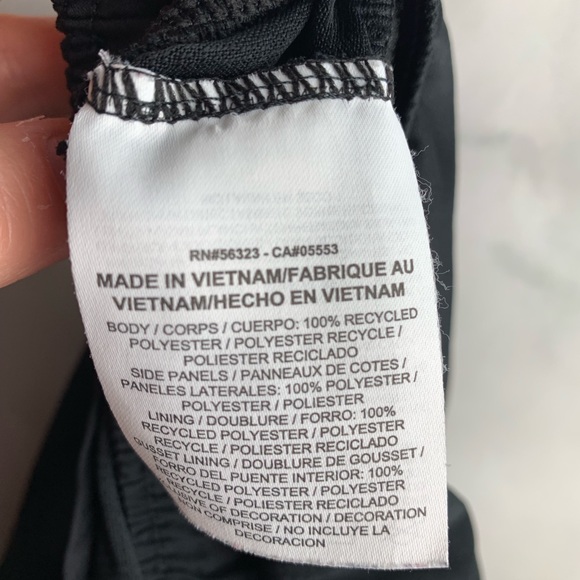 RN#56323 - CA#05553
MADE IN VIETNAM/FABRIQUE AU
VIETNAM/HECHO EN VIETNAM
BODY / CORPS / CUERPO: 100% RECYCLED
POLYESTER / POLYESTER RECYCLE /
POLIESTER RECICLADO
SIDE PANELS / PANNEAUX DE COTES /
PANELES LATERALES: 100% POLYESTER /
POLYESTER / POLIESTER
LINING / DOUBLURE / FORRO: 100%
RECYCLED POLYESTER / POLYESTER
RECYCLE / POLIESTER RECICLADO
GUSSET LINING / DOUBLURE DE GOUSSET /
FORRO DEL PUENTE INTERIOR: 100%
RECYCLED POLYESTER / POLYESTER
RECYCLE / POLIESTER RECICLADO
OF DECORATION / DECORATION
NON COMPRISE / NO INCLUYE LA
DECORACION